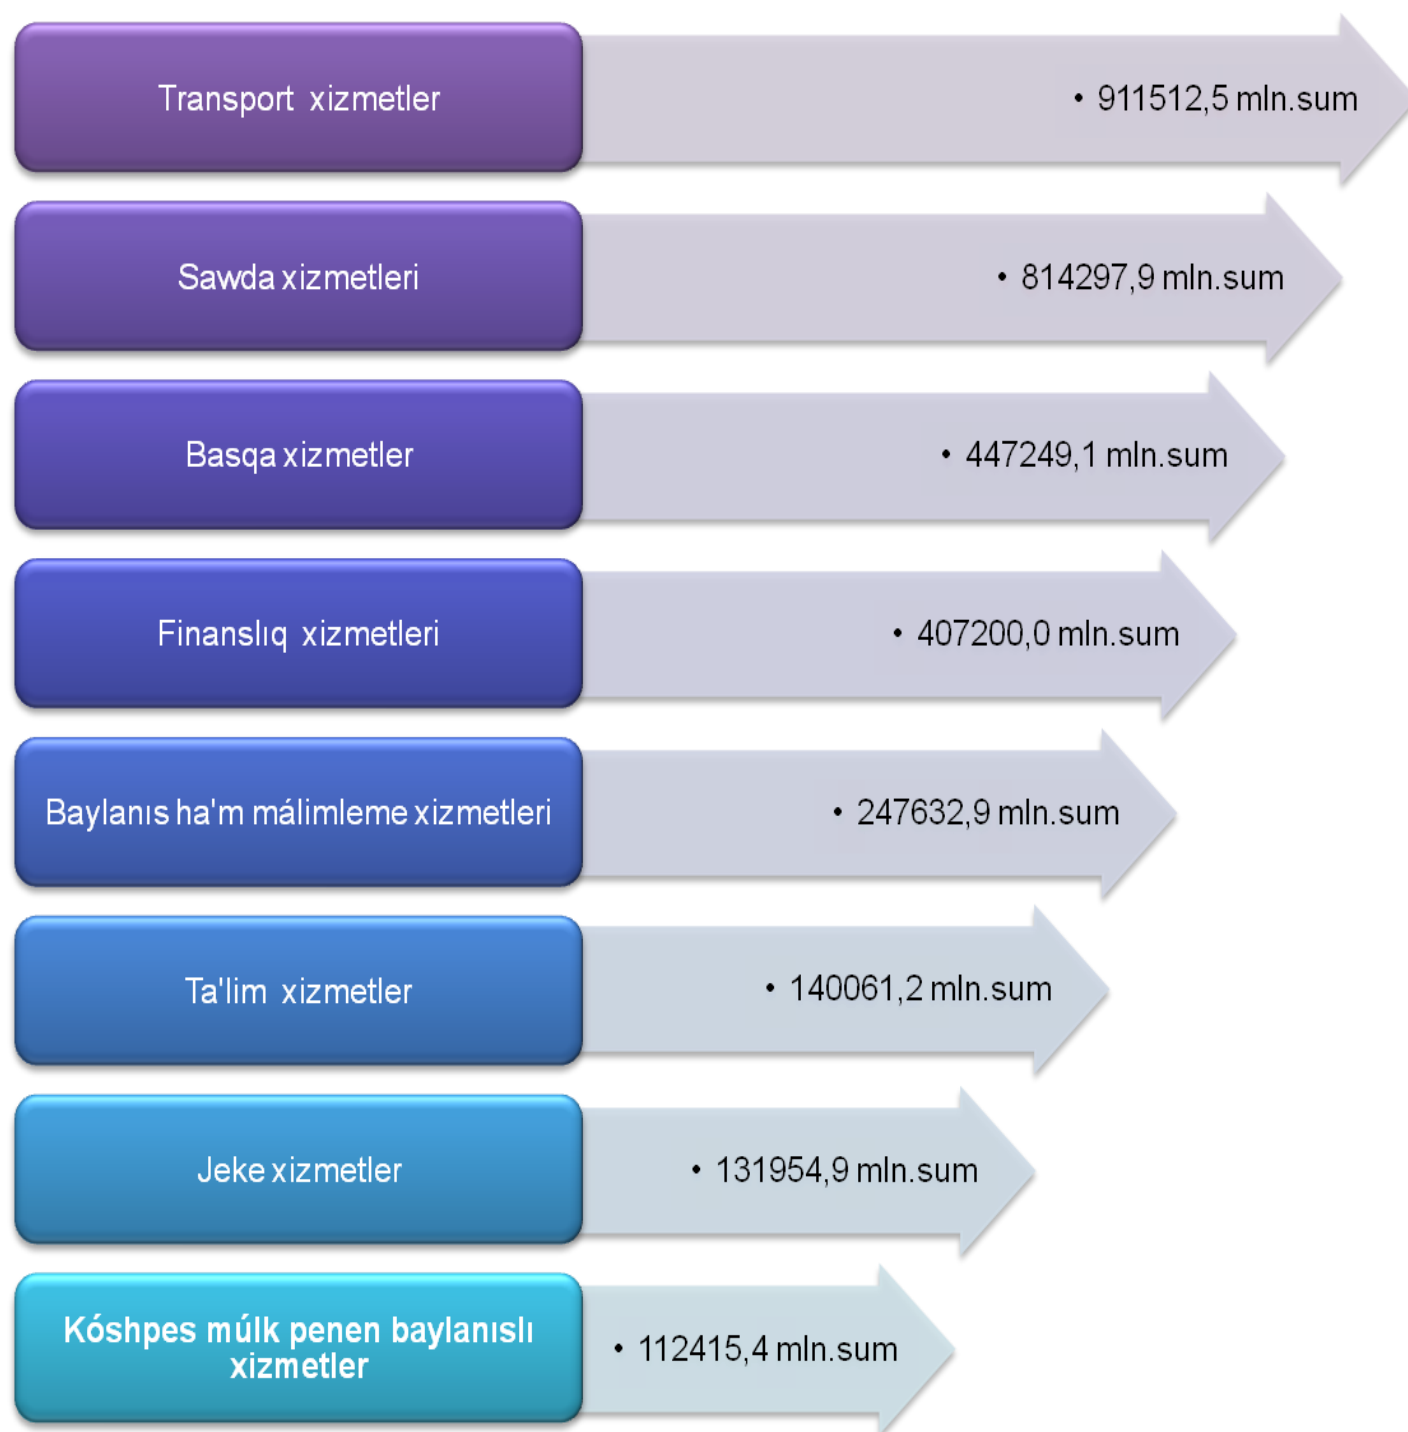 Transport xizmetler
• 911512,5 mln.sum
Sawda xizmetleri
• 814297,9 mln.sum
Basqa xizmetler
• 447249,1 mln.sum
Finanslıq xizmetleri
• 407200,0 mln.sum
Baylanıs ha'm málimleme xizmetleri
• 247632,9 mln.sum
Ta'lim xizmetler
• 140061,2 mln.sum
Jeke xizmetler
• 131954,9 mln.sum
Kóshpes múlk penen baylanıslı
xizmetler
• 112415,4 mln.sum